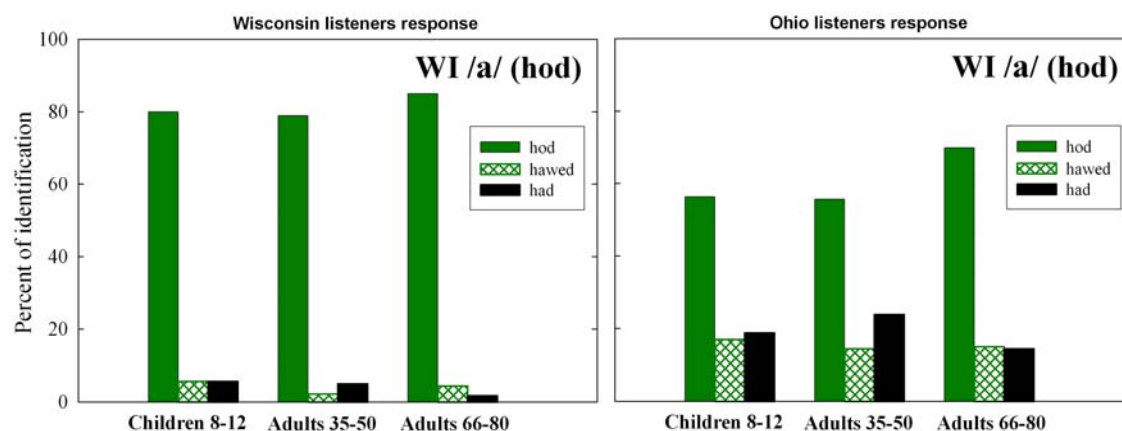 Wisconsin listeners response
Ohio listeners response
100
80
60
40
20
0
Percent of identification
WI /a/ (hod)
hod
hawed
had
Children 8-12 Adults 35-50 Adults 66-80
WI /a/ (hod)
hod
hawed
had
Children 8-12 Adults 35-50 Adults 66-80